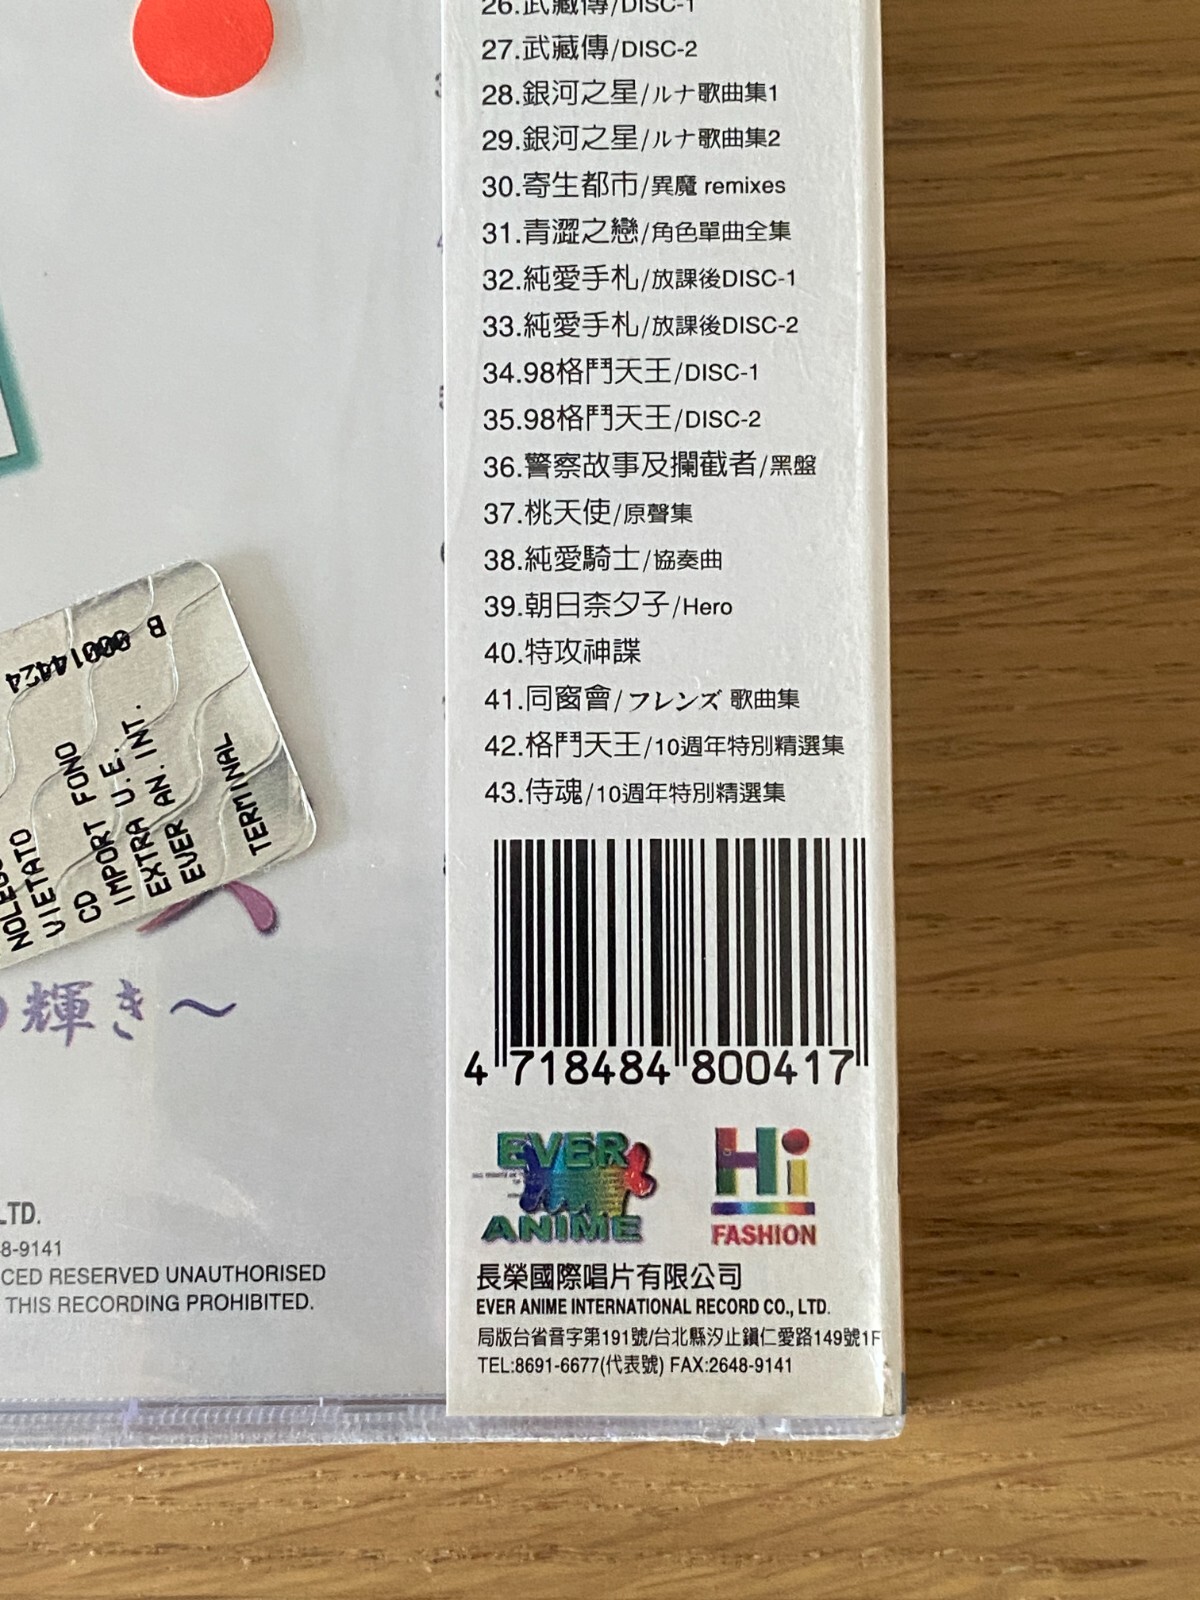 26.武藏傳/DISC-1
27.武藏傳/DISC-2
28.銀河之星/ルナ歌曲集1
29.銀河之星/ルナ歌曲集2
30.寄生都市/異魔 remixes
31.青澀之戀/角色單曲全集
32.純愛手札/放課後DISC-1
33.純愛手札/放課後DISC-2
34.98格鬥天王/DISC-1
35.98格鬥天王/DISC-2
36.警察故事及攔截者/黑盤
37.桃天使/原聲集
38.純愛騎士/協奏曲
39.朝日柰夕子/Hero
40.特攻神諜
41.同窗會/フレンズ 歌曲集
42.格鬥天王/10週年特別精選集
43.侍魂/10週年特別精選集
4 718484 800417
EVER
ANIME
Hi
FASHION
長榮國際唱片有限公司
EVER ANIME INTERNATIONAL RECORD CO., LTD.
局版台省音字第191號/台北縣汐止鎮仁愛路149號1F
TEL:8691-6677(代表號) FAX:2648-9141
B 00014424
VIETATO
CD
IMPORT FONO
EXTRA U.E.
EVER AN. INT.
TERMINAL
輝き～
LTD.
8-9141
CED RESERVED UNAUTHORISED
THIS RECORDING PROHIBITED.